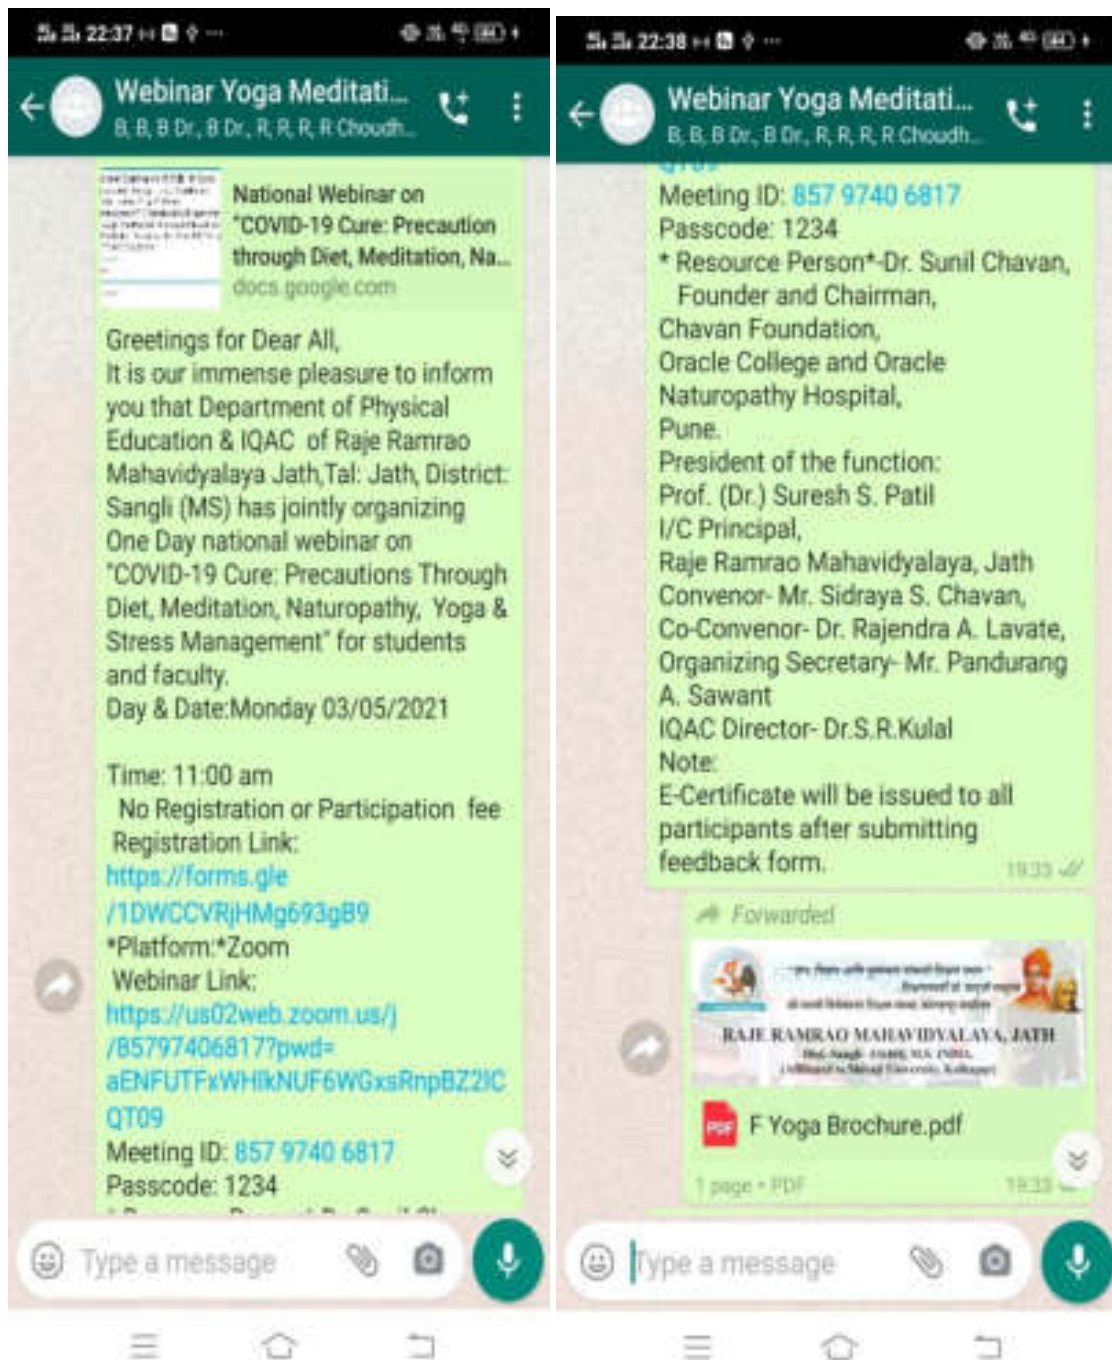 22:37
Webinar Yoga Meditati...
B, B, B Dr., B Dr., R, R, R, R Choudh...
National Webinar on
"COVID-19 Cure: Precaution
through Diet, Meditation, Na...
docs.google.com
Greetings for Dear All,
It is our immense pleasure to inform
you that Department of Physical
Education & IQAC of Raje Ramrao
Mahavidyalaya Jath,Tal: Jath, District:
Sangli (MS) has jointly organizing
One Day national webinar on
"COVID-19 Cure: Precautions Through
Diet, Meditation, Naturopathy, Yoga &
Stress Management" for students
and faculty.
Day & Date:Monday 03/05/2021
Time: 11:00 am
No Registration or Participation fee
Registration Link:
https://forms.gle
/1DWCCVRjHMg693gB9
*Platform:*Zoom
Webinar Link:
https://us02web.zoom.us/j
/85797406817?pwd=
aENFUTFxWHlkNUF6WGxsRnpBZ2lC
QT09
Meeting ID: 857 9740 6817
Passcode: 1234
Type a message
22:38
Webinar Yoga Meditati...
B, B, B Dr., B Dr., R, R, R, R Choudh...
QT09
Meeting ID: 857 9740 6817
Passcode: 1234
* Resource Person*-Dr. Sunil Chavan,
Founder and Chairman,
Chavan Foundation,
Oracle College and Oracle
Naturopathy Hospital,
Pune.
President of the function:
Prof. (Dr.) Suresh S. Patil
I/C Principal,
Raje Ramrao Mahavidyalaya, Jath
Convenor- Mr. Sidraya S. Chavan,
Co-Convenor- Dr. Rajendra A. Lavate,
Organizing Secretary- Mr. Pandurang
A. Sawant
IQAC Director- Dr.S.R.Kulal
Note:
E-Certificate will be issued to all
participants after submitting
feedback form.
19:33
Forwarded
RAJE RAMRAO MAHAVIDYALAYA, JATH
PDF
F Yoga Brochure.pdf
1 page • PDF
19:33
Type a message